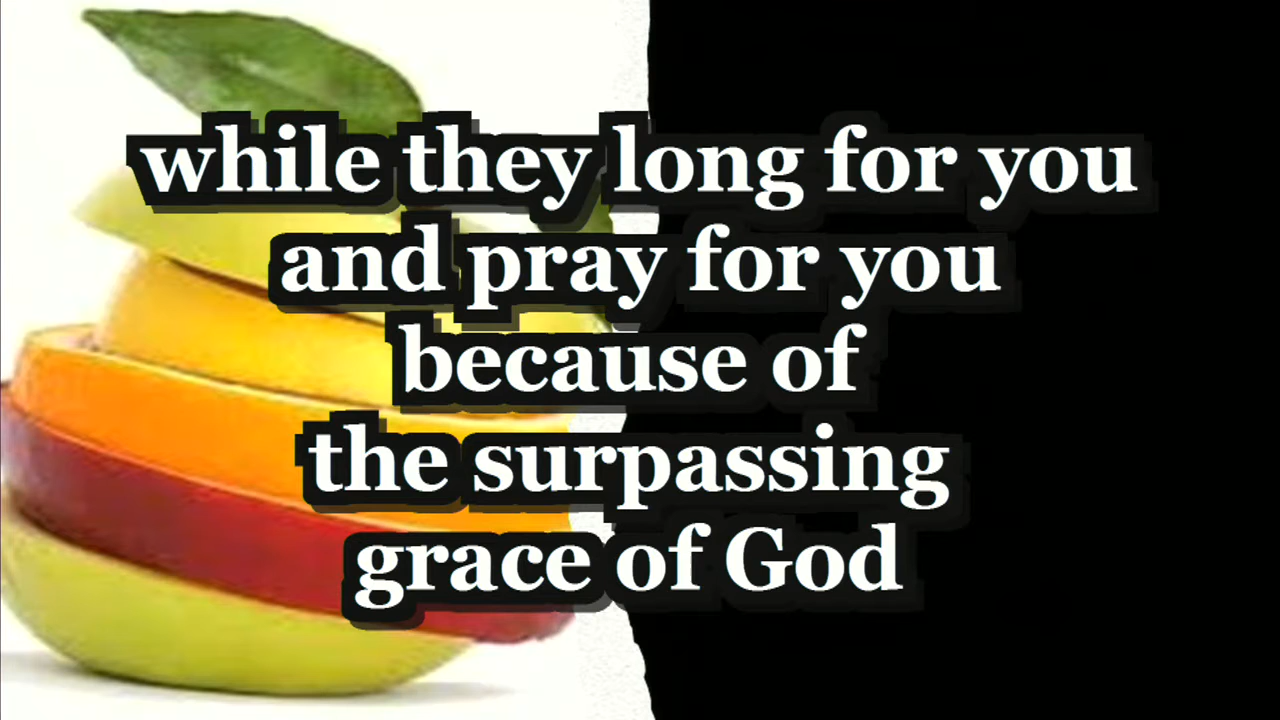 while they long for you
and pray for you
because of
the surpassing
grace of God